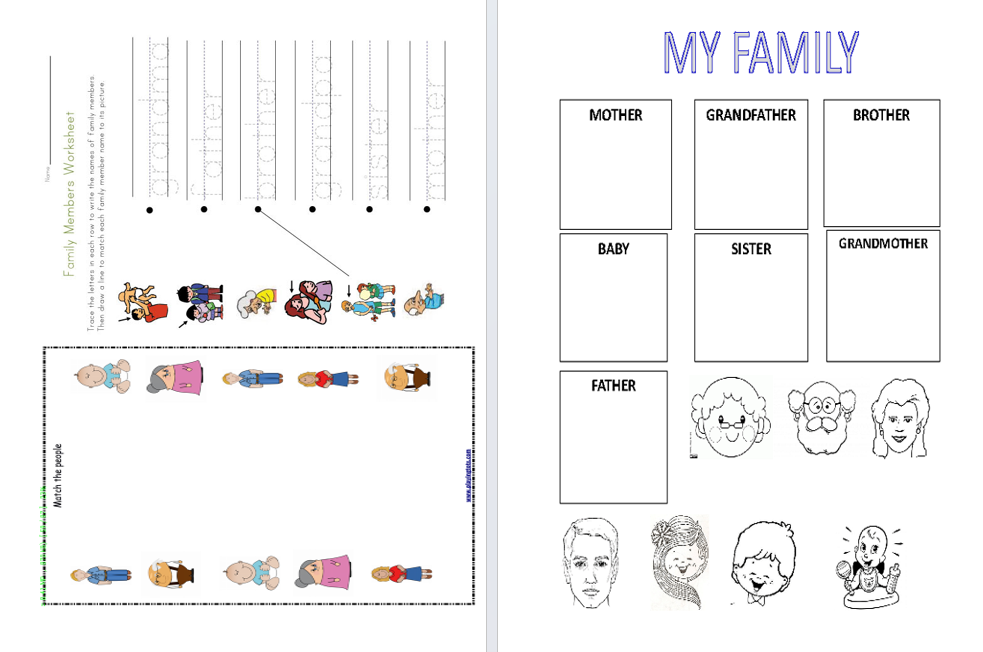 Name
Family Members Worksheet
Trace the letters in each row to write the names of family members.
Then draw a line to match each family member name to its picture.
grandma
father
brother
grandpa
sister
mother
Match the people
MY FAMILY
MOTHER
GRANDFATHER
BROTHER
BABY
SISTER
GRANDMOTHER
FATHER